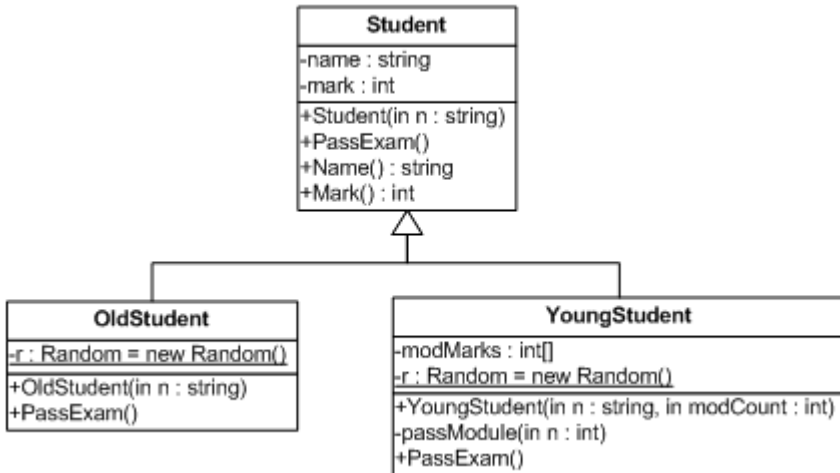 Student
-name : string
-mark : int
+Student(in n : string)
+PassExam()
+Name() : string
+Mark() : int
OldStudent
-r : Random = new Random()
+OldStudent(in n : string)
+PassExam()
YoungStudent
-modMarks : int[]
-r : Random = new Random()
+YoungStudent(in n : string, in modCount : int)
-passModule(in n : int)
+PassExam()